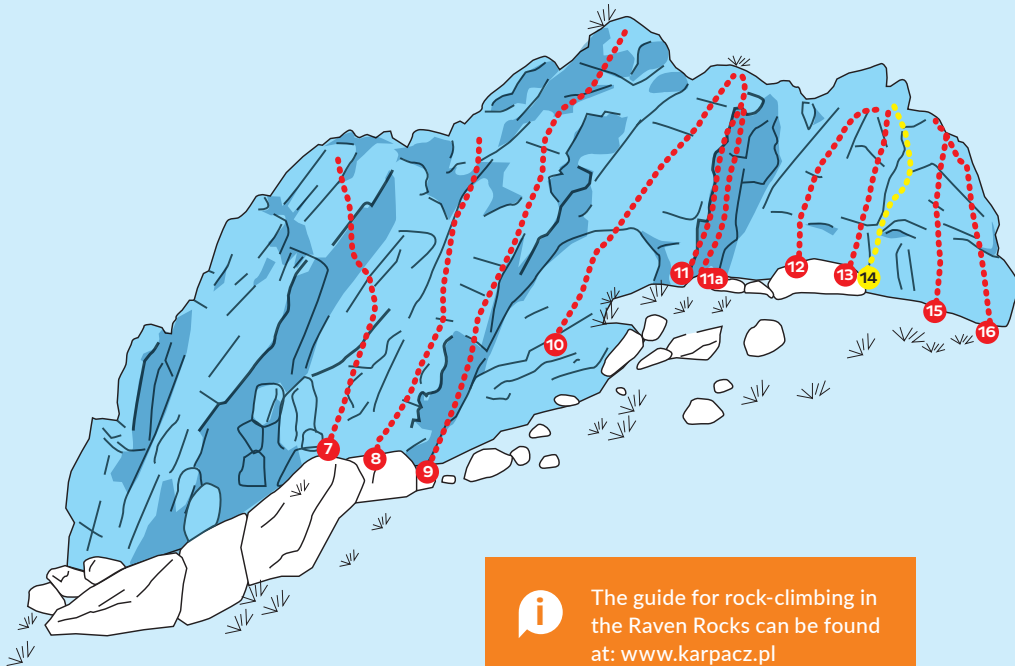 7
8
9
10
11
11a
12
13
14
15
16
i
The guide for rock-climbing in
the Raven Rocks can be found
at: www.karpacz.pl